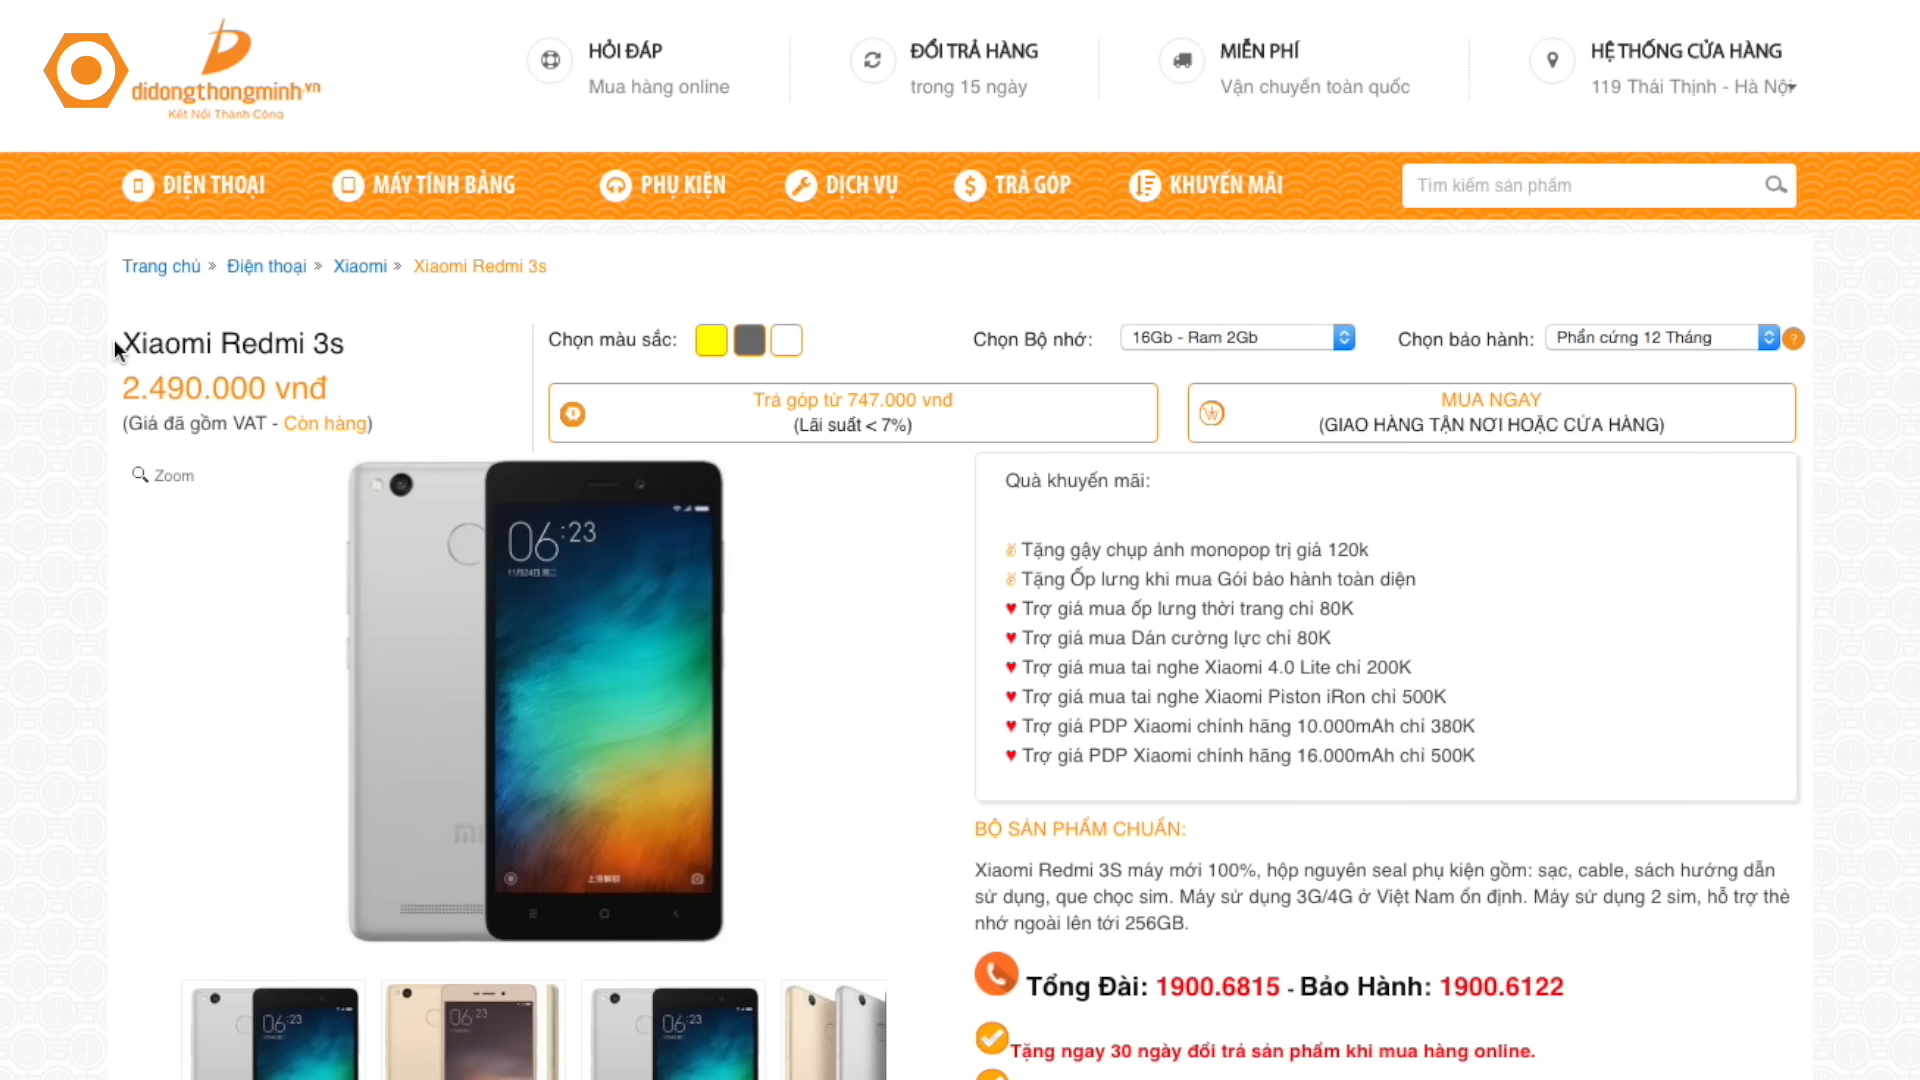 didongthongminh.vn
Kết Nối Thành Công
HỎI ĐÁP
Mua hàng online
ĐỔI TRẢ HÀNG
trong 15 ngày
MIỄN PHÍ
Vận chuyển toàn quốc
HỆ THỐNG CỬA HÀNG
119 Thái Thịnh - Hà Nội
ĐIỆN THOẠI
MÁY TÍNH BẢNG
PHỤ KIỆN
DỊCH VỤ
TRẢ GÓP
KHUYẾN MÃI
Tìm kiếm sản phẩm
Trang chủ » Điện thoại » Xiaomi » Xiaomi Redmi 3s
Xiaomi Redmi 3s
2.490.000 vnđ
(Giá đã gồm VAT - Còn hàng)
Chọn màu sắc:
Chọn Bộ nhớ:
16Gb - Ram 2Gb
Chọn bảo hành:
Phần cứng 12 Tháng
?
Trả góp từ 747.000 vnđ
(Lãi suất < 7%)
MUA NGAY
(GIAO HÀNG TẬN NƠI HOẶC CỬA HÀNG)
Zoom
06:23
mi
Quà khuyến mãi:
Tặng gậy chụp ảnh monopop trị giá 120k
Tặng Ốp lưng khi mua Gói bảo hành toàn diện
♥ Trợ giá mua ốp lưng thời trang chỉ 80K
♥ Trợ giá mua Dán cường lực chỉ 80K
♥ Trợ giá mua tai nghe Xiaomi 4.0 Lite chỉ 200K
♥ Trợ giá mua tai nghe Xiaomi Piston iRon chỉ 500K
♥ Trợ giá PDP Xiaomi chính hãng 10.000mAh chỉ 380K
♥ Trợ giá PDP Xiaomi chính hãng 16.000mAh chỉ 500K
BỘ SẢN PHẨM CHUẨN:
Xiaomi Redmi 3S máy mới 100%, hộp nguyên seal phụ kiện gồm: sạc, cable, sách hướng dẫn
sử dụng, que chọc sim. Máy sử dụng 3G/4G ở Việt Nam ổn định. Máy sử dụng 2 sim, hỗ trợ thẻ
nhớ ngoài lên tới 256GB.
Tổng Đài: 1900.6815 - Bảo Hành: 1900.6122
Tặng ngay 30 ngày đổi trả sản phẩm khi mua hàng online.
06:23
06:23
06:23